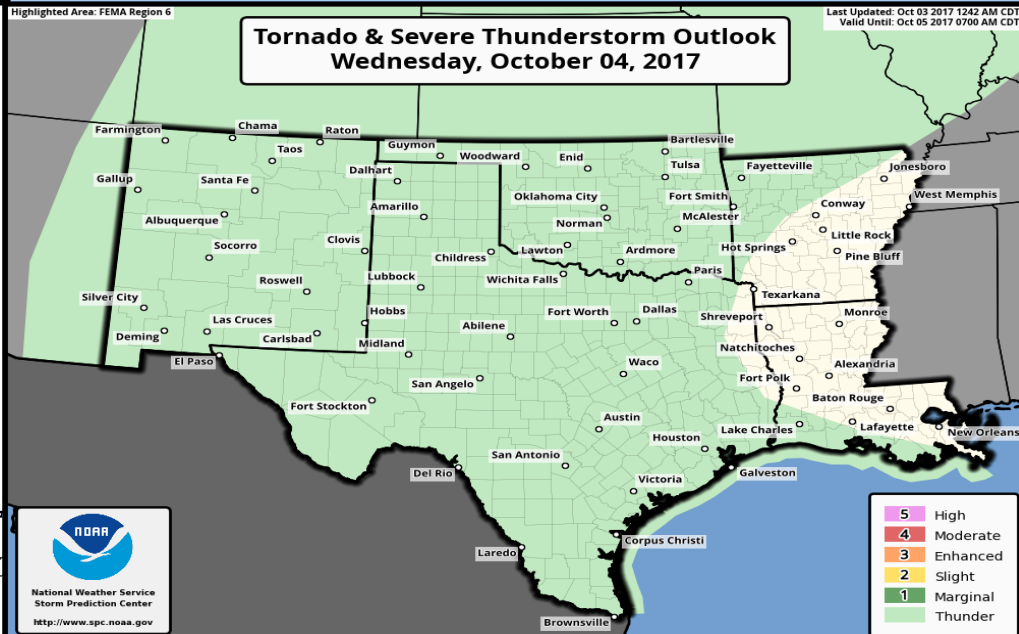 Highlighted Area: FEMA Region 6
Last Updated: Oct 03 2017 1242 AM CDT
Valid Until: Oct 05 2017 0700 AM CDT
Tornado & Severe Thunderstorm Outlook
Wednesday, October 04, 2017
Farmington
Chama
Raton
Taos
Guymon
Woodward
Enid
Bartlesville
Tulsa
Fayetteville
Jonesboro
Gallup
Santa Fe
Dalhart
Amarillo
Oklahoma City
Norman
Fort Smith
McAlester
Conway
West Memphis
Albuquerque
Socorro
Clovis
Childress
Lawton
Ardmore
Hot Springs
Little Rock
Pine Bluff
Roswell
Lubbock
Wichita Falls
Paris
Texarkana
Silver City
Deming
Las Cruces
Carlsbad
Hobbs
Midland
Abilene
Fort Worth
Dallas
Shreveport
Monroe
El Paso
San Angelo
Waco
Natchitoches
Fort Polk
Alexandria
Fort Stockton
Austin
Houston
Lake Charles
Baton Rouge
Lafayette
New Orleans
Del Rio
San Antonio
Victoria
Galveston
Laredo
Corpus Christi
Brownsville
NOAA
National Weather Service
Storm Prediction Center
http://www.spc.noaa.gov
5 High
4 Moderate
3 Enhanced
2 Slight
1 Marginal
Thunder